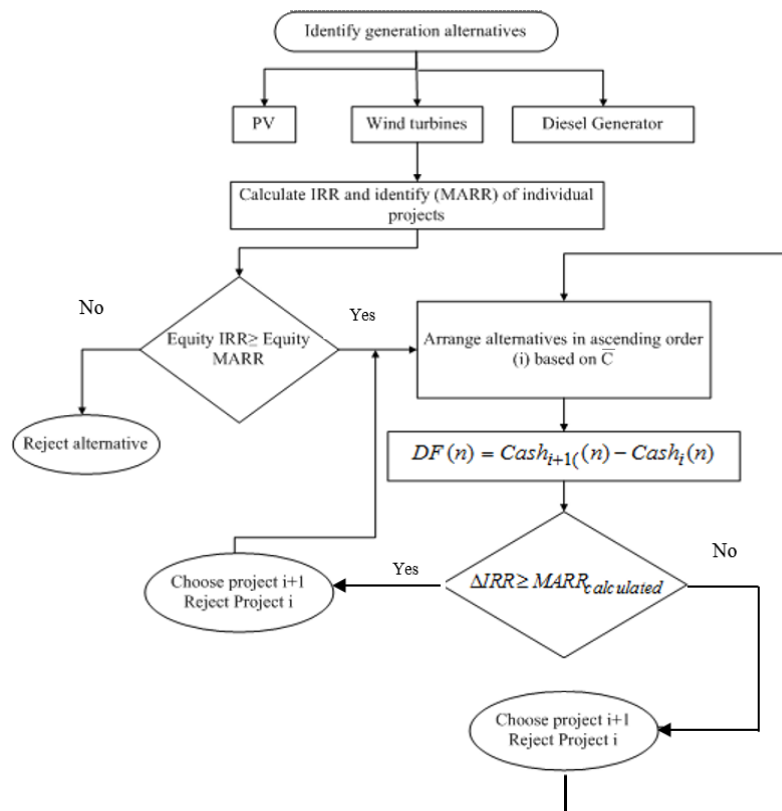 Identify generation alternatives
PV
Wind turbines
Diesel Generator
Calculate IRR and identify (MARR) of individual
projects
No
Equity IRR≥ Equity
MARR
Yes
Arrange alternatives in ascending order
(i) based on C̅
Reject alternative
DF(n) = Cash_{i+1(}(n) − Cash_i(n)
Choose project i+1
Reject Project i
Yes
ΔIRR ≥ MARR_{calculated}
No
Choose project i+1
Reject Project i